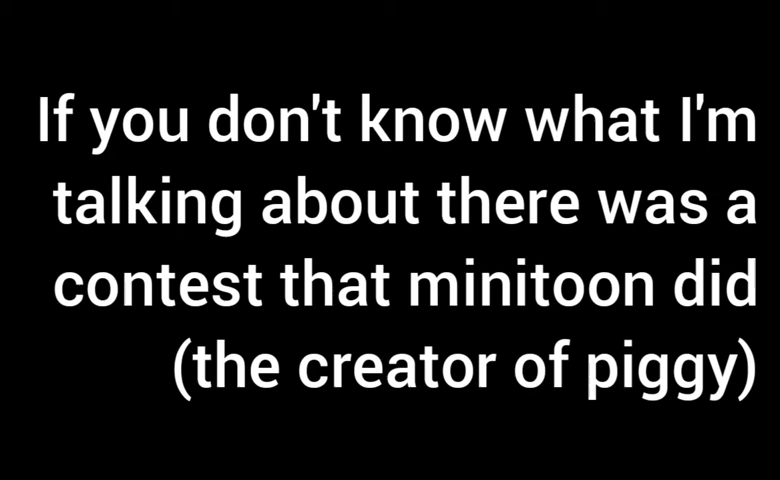 If you don't know what I'm
talking about there was a
contest that minitoon did
(the creator of piggy)